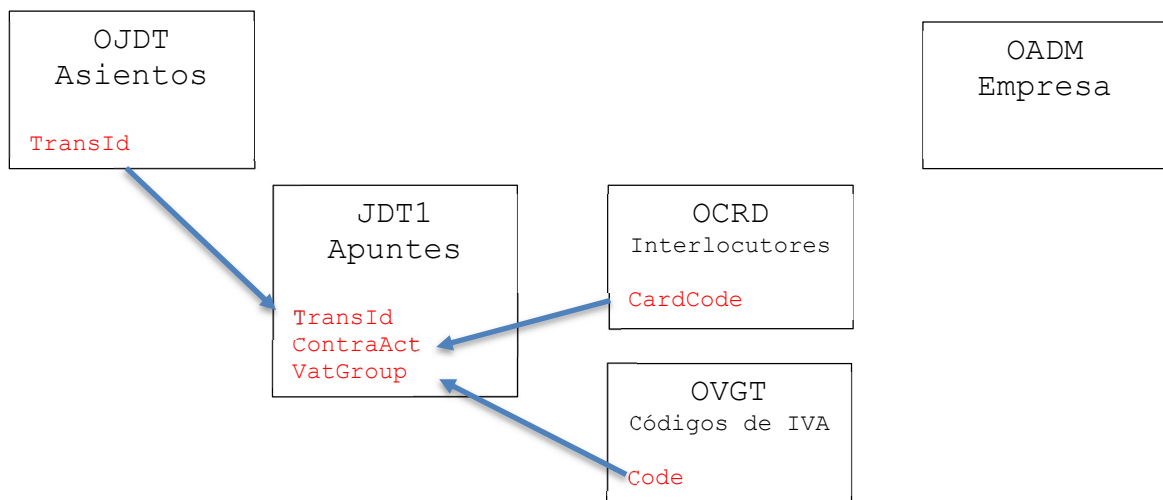 OJDT
Asientos
TransId
OADM
Empresa
JDT1
Apuntes
TransId
ContraAct
VatGroup
OCRD
Interlocutores
CardCode
OVGT
Códigos de IVA
Code